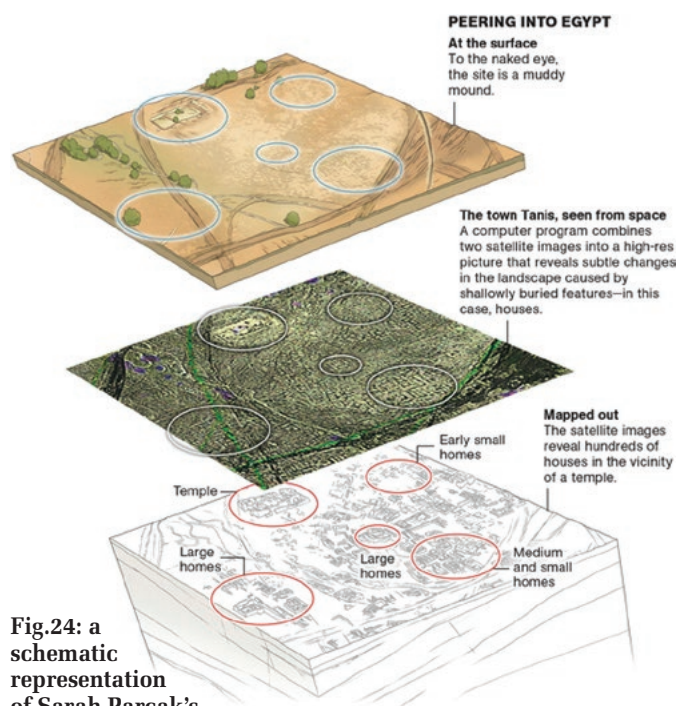 PEERING INTO EGYPT
At the surface
To the naked eye,
the site is a muddy
mound.
The town Tanis, seen from space
A computer program combines
two satellite images into a high-res
picture that reveals subtle changes
in the landscape caused by
shallowly buried features—in this
case, houses.
Mapped out
The satellite images
reveal hundreds of
houses in the vicinity
of a temple.
Early small
homes
Temple
Large
homes
Large
homes
Medium
and small
homes
Fig.24: a
schematic
representation
of Sarah Parcak's